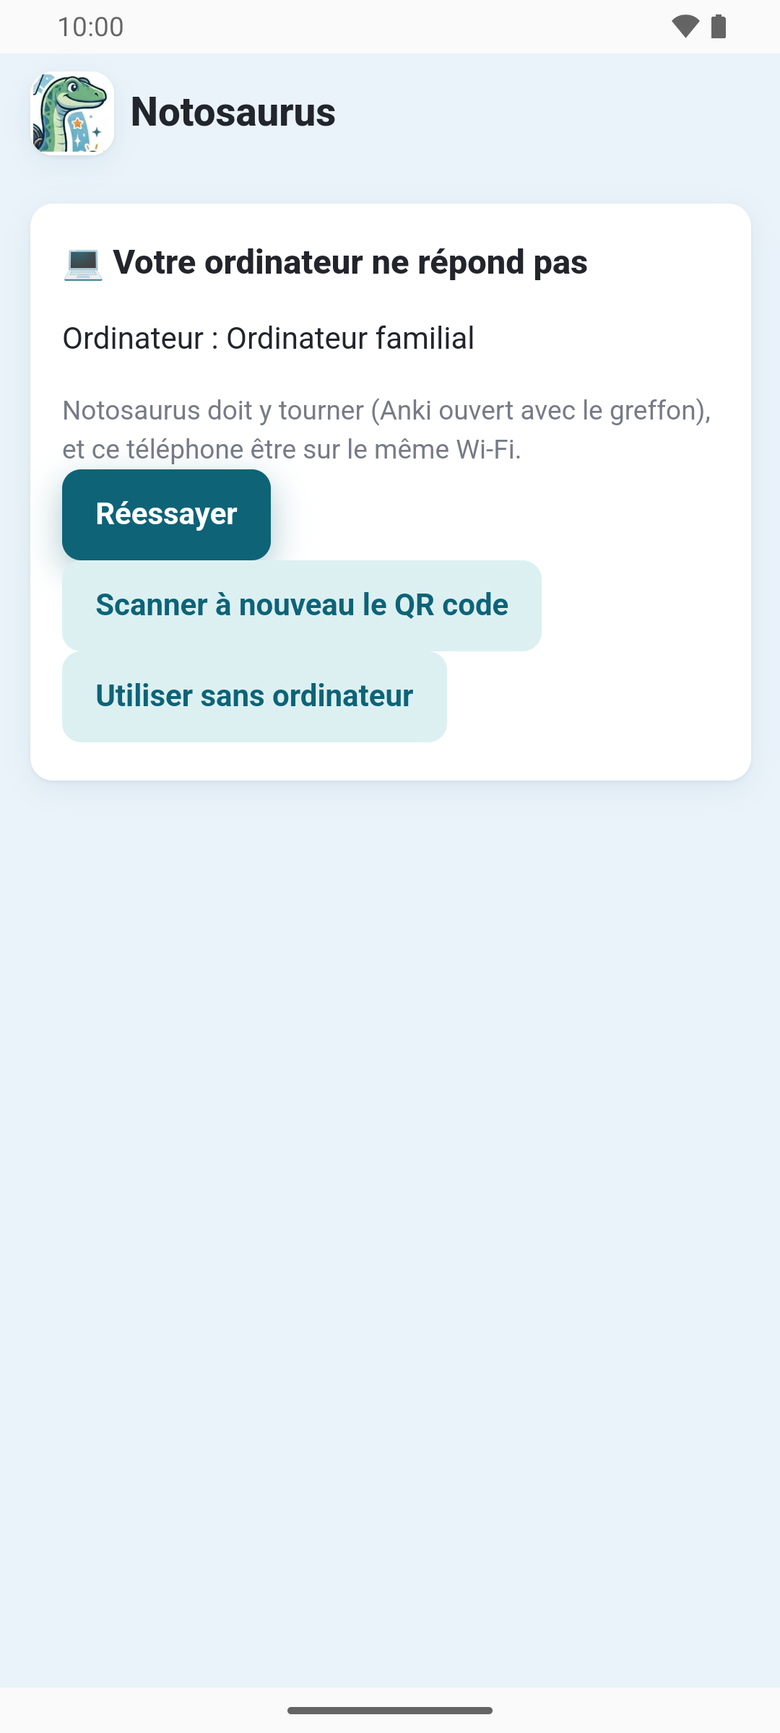 10:00
Notosaurus
💻 Votre ordinateur ne répond pas
Ordinateur : Ordinateur familial
Notosaurus doit y tourner (Anki ouvert avec le greffon),
et ce téléphone être sur le même Wi-Fi.
Réessayer
Scanner à nouveau le QR code
Utiliser sans ordinateur